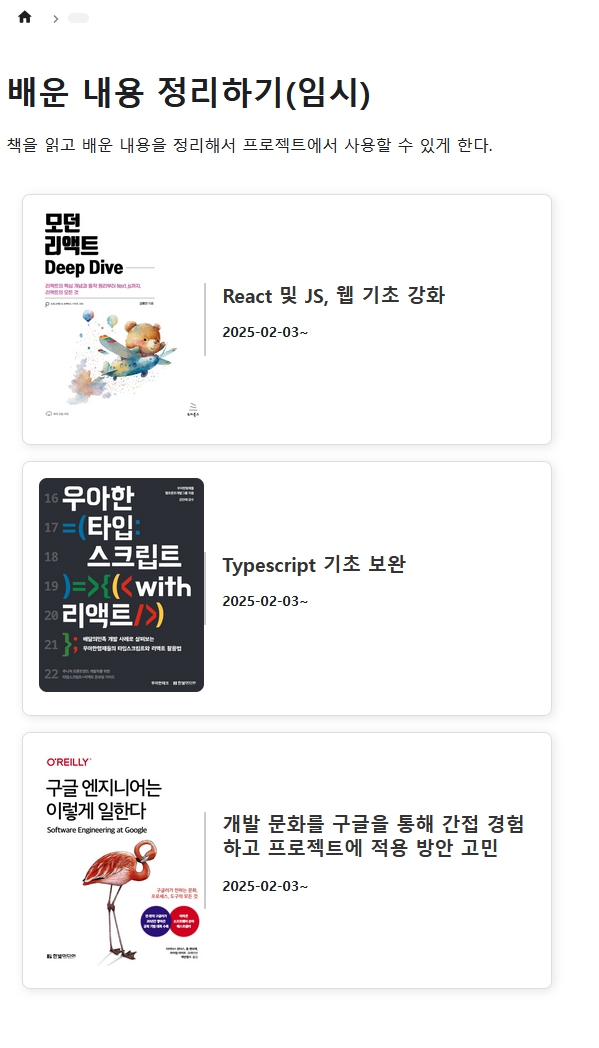 배운 내용 정리하기(임시)
책을 읽고 배운 내용을 정리해서 프로젝트에서 사용할 수 있게 한다.
모던
리액트
Deep Dive
리액트의 핵심 개념과 동작 원리부터 Next.js까지,
리액트의 모든 것
React 및 JS, 웹 기초 강화
2025-02-03~
16 우아한
17 =(타입:
18 스크립트
19 )=>{(<with
20 리액트/>)
21 };
배달의민족 개발 사례로 살펴보는
우아한형제들의 타입스크립트와 리액트 활용법
22
우아한테크
한빛미디어
Typescript 기초 보완
2025-02-03~
O'REILLY
구글 엔지니어는
이렇게 일한다
Software Engineering at Google
구글러가 전하는 문화,
프로세스, 도구의 모든 것
한빛미디어
개발 문화를 구글을 통해 간접 경험
하고 프로젝트에 적용 방안 고민
2025-02-03~